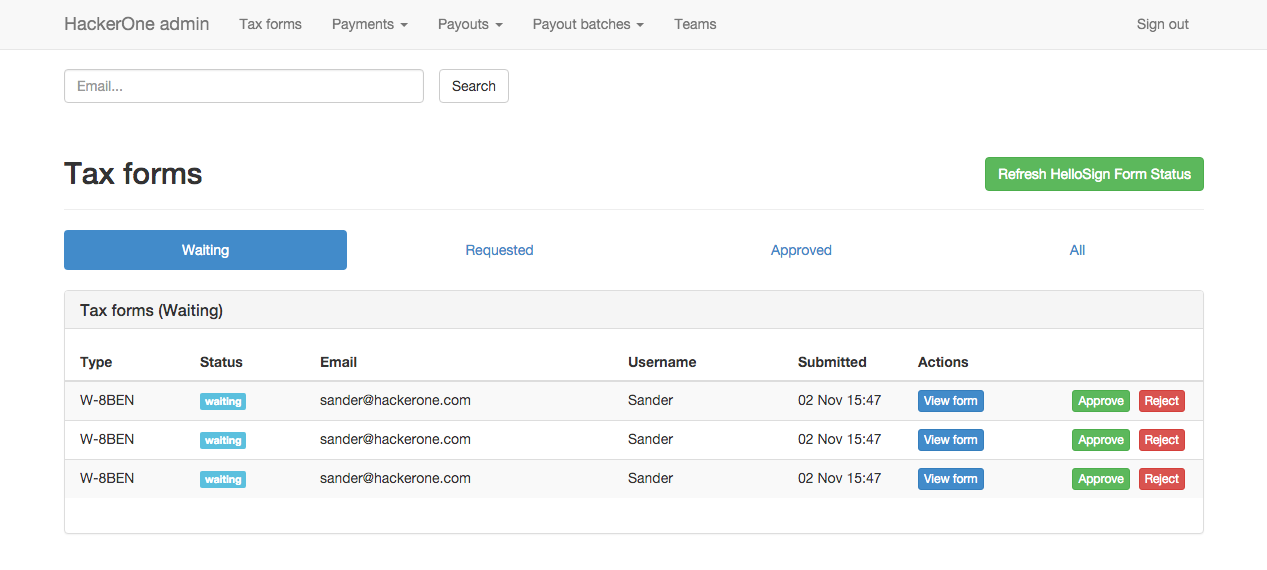 HackerOne admin Tax forms Payments Payouts Payout batches Teams Sign out
Email... Search
Tax forms Refresh HelloSign Form Status
Waiting Requested Approved All
Tax forms (Waiting)
Type Status Email Username Submitted Actions
W-8BEN waiting sander@hackerone.com Sander 02 Nov 15:47 View form Approve Reject
W-8BEN waiting sander@hackerone.com Sander 02 Nov 15:47 View form Approve Reject
W-8BEN waiting sander@hackerone.com Sander 02 Nov 15:47 View form Approve Reject